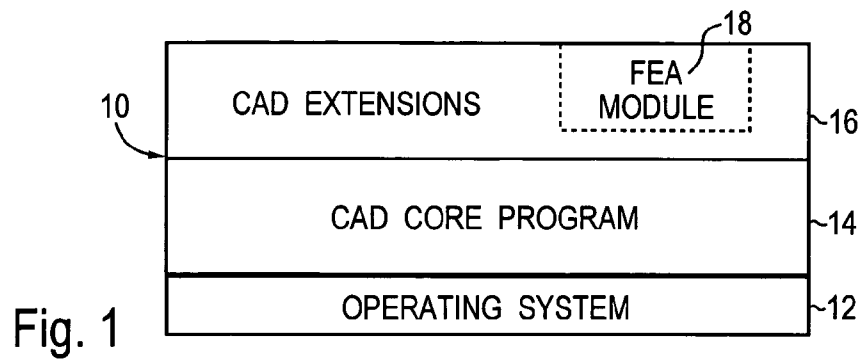 18
FEA
MODULE
CAD EXTENSIONS
10
16
CAD CORE PROGRAM
14
OPERATING SYSTEM
12
Fig. 1